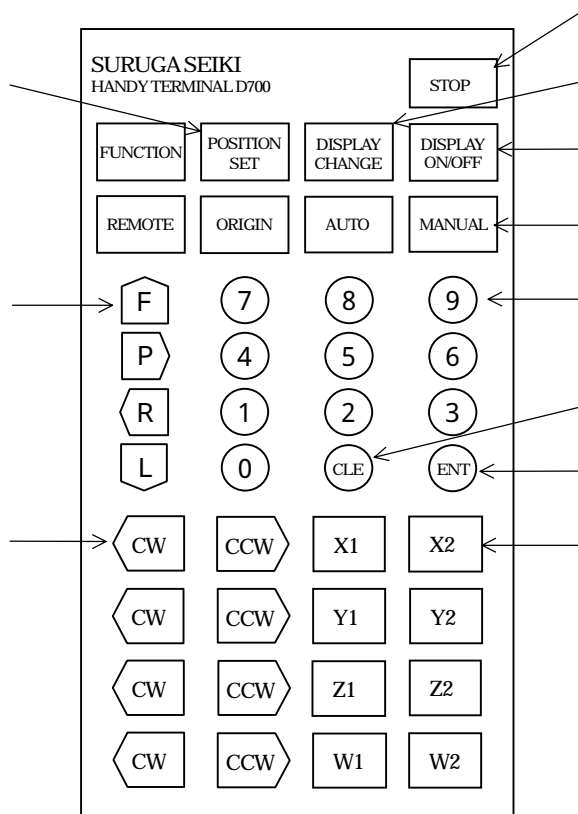 SURUGA SEIKI
HANDY TERMINAL D700
STOP
FUNCTION
POSITION
SET
DISPLAY
CHANGE
DISPLAY
ON/OFF
REMOTE
ORIGIN
AUTO
MANUAL
F
7
8
9
P
4
5
6
R
1
2
3
L
0
CLE
ENT
CW
CCW
X1
X2
CW
CCW
Y1
Y2
CW
CCW
Z1
Z2
CW
CCW
W1
W2